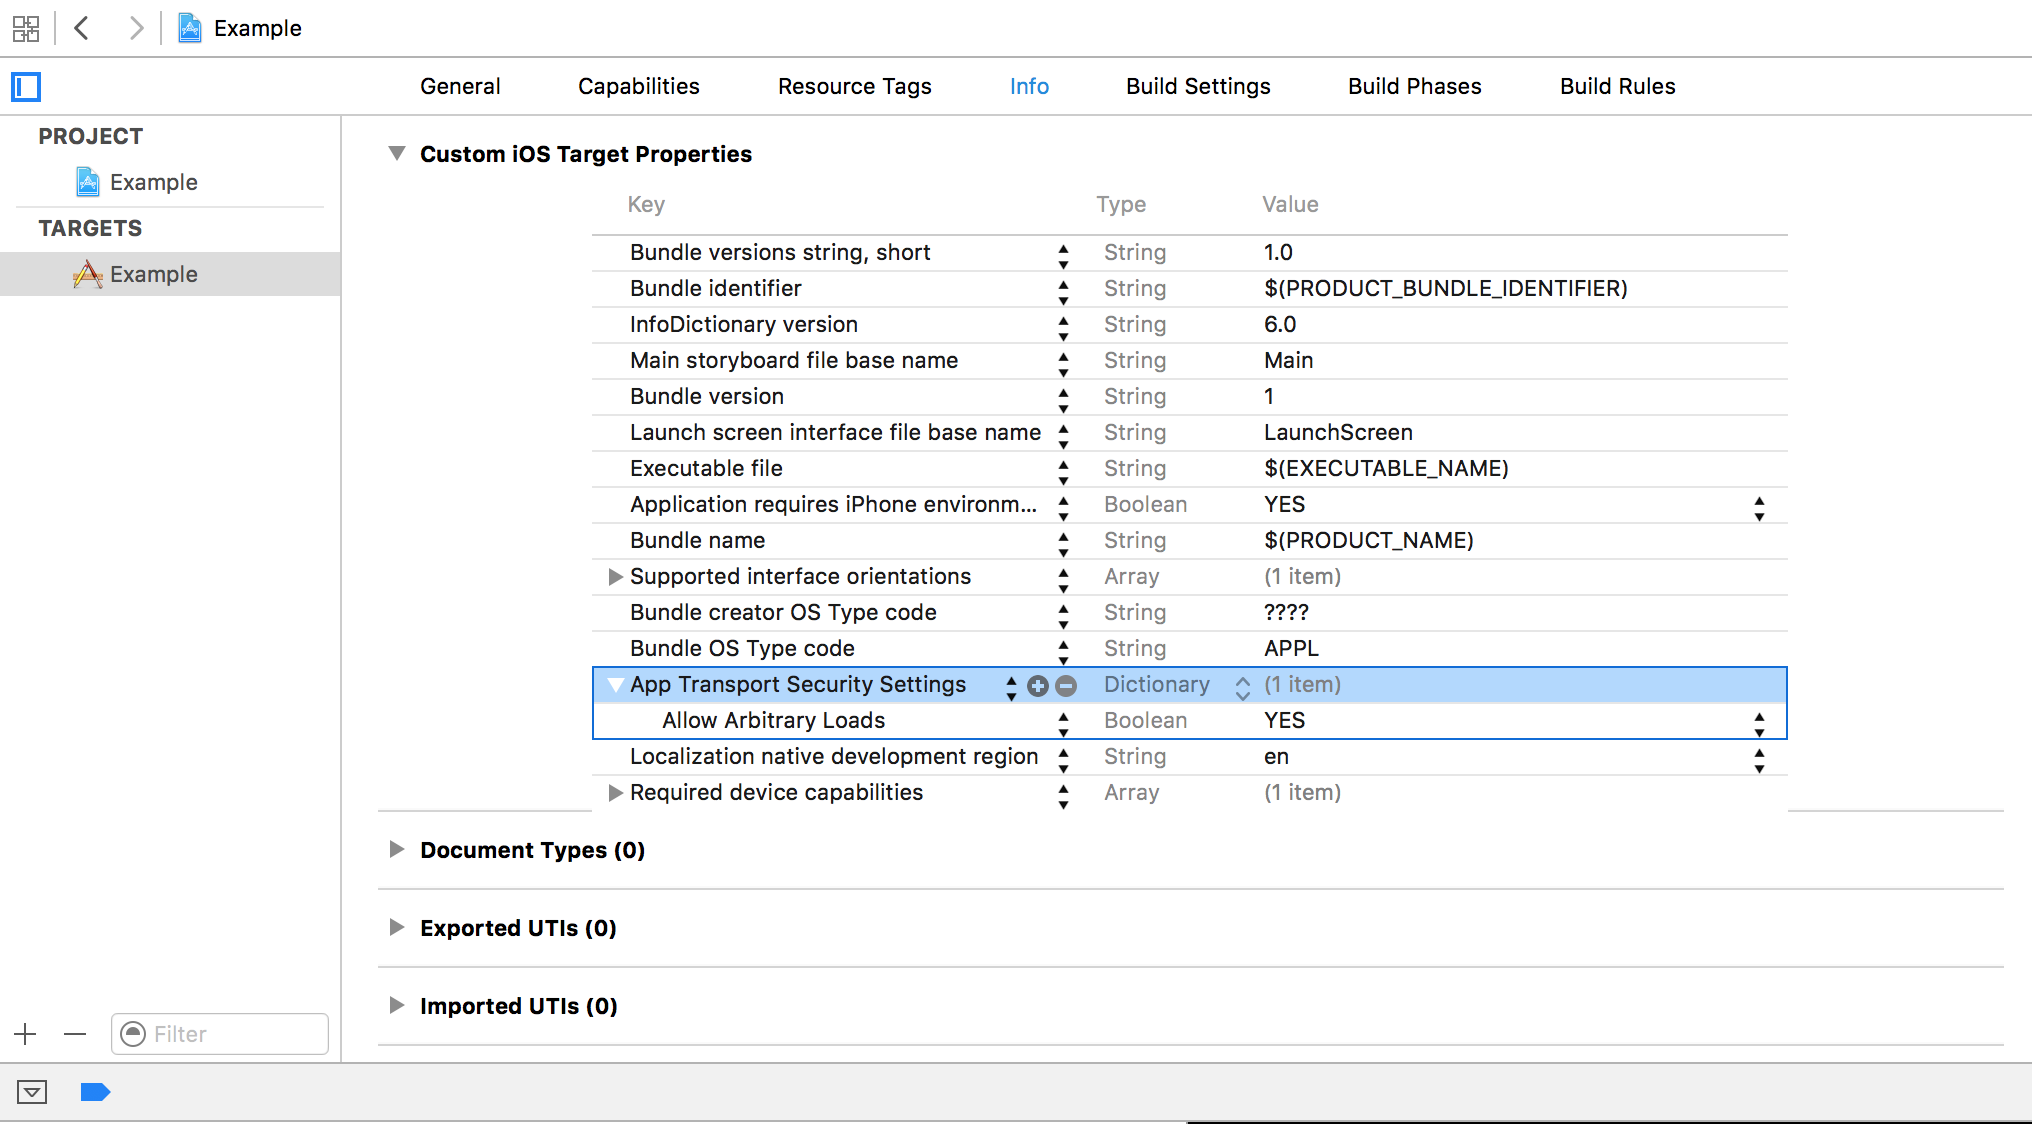 Example
General Capabilities Resource Tags Info Build Settings Build Phases Build Rules
PROJECT
Example
TARGETS
Example
Custom iOS Target Properties
Key Type Value
Bundle versions string, short String 1.0
Bundle identifier String $(PRODUCT_BUNDLE_IDENTIFIER)
InfoDictionary version String 6.0
Main storyboard file base name String Main
Bundle version String 1
Launch screen interface file base name String LaunchScreen
Executable file String $(EXECUTABLE_NAME)
Application requires iPhone environm... Boolean YES
Bundle name String $(PRODUCT_NAME)
Supported interface orientations Array (1 item)
Bundle creator OS Type code String ????
Bundle OS Type code String APPL
App Transport Security Settings Dictionary (1 item)
Allow Arbitrary Loads Boolean YES
Localization native development region String en
Required device capabilities Array (1 item)
Document Types (0)
Exported UTIs (0)
Imported UTIs (0)
Filter